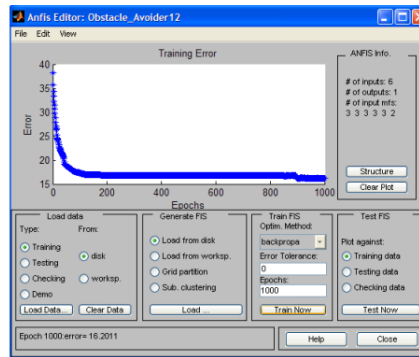 Anfis Editor: Obstacle_Avoider12
File Edit View
Training Error
40
35
30
25
20
15
Error
0 200 400 600 800 1000
Epochs
ANFIS Info.
# of inputs: 6
# of outputs: 1
# of input mfs:
3 3 3 3 3 2
Structure
Clear Plot
Load data
Type: From:
Training
Testing
Checking
Demo
disk
worksp.
Load Data... Clear Data
Generate FIS
Load from disk
Load from worksp.
Grid partition
Sub. clustering
Load ...
Train FIS
Optim. Method:
backpropa
Error Tolerance:
0
Epochs:
1000
Train Now
Test FIS
Plot against:
Training data
Testing data
Checking data
Test Now
Epoch 1000:error= 16.2011
Help Close